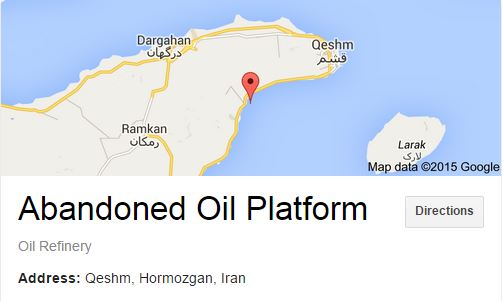 Dargahan
درگهان
Qeshm
قشم
Ramkan
رمكان
Larak
لارک
Map data ©2015 Google
Abandoned Oil Platform
Directions
Oil Refinery
Address: Qeshm, Hormozgan, Iran